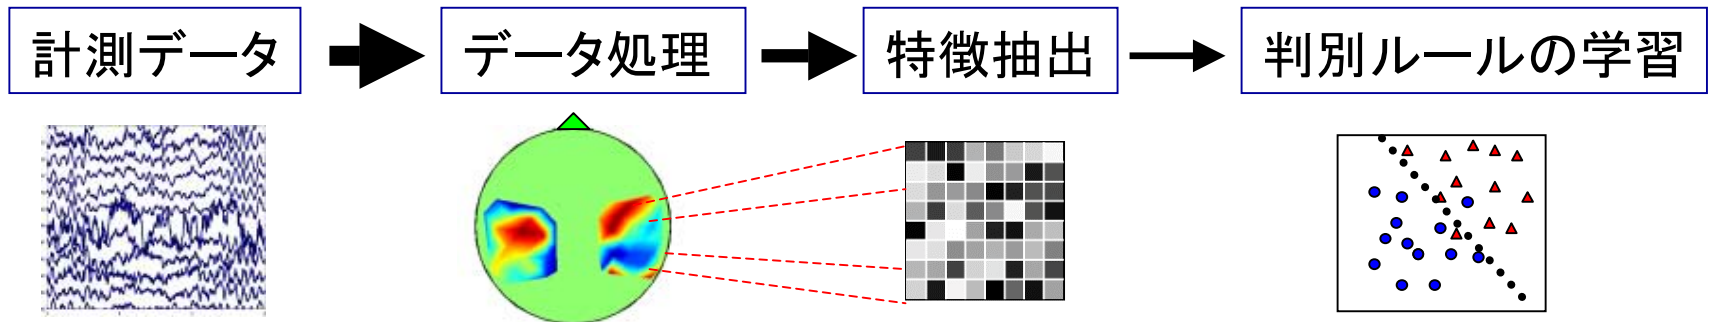 計測データ
データ処理
特徴抽出
判別ルールの学習